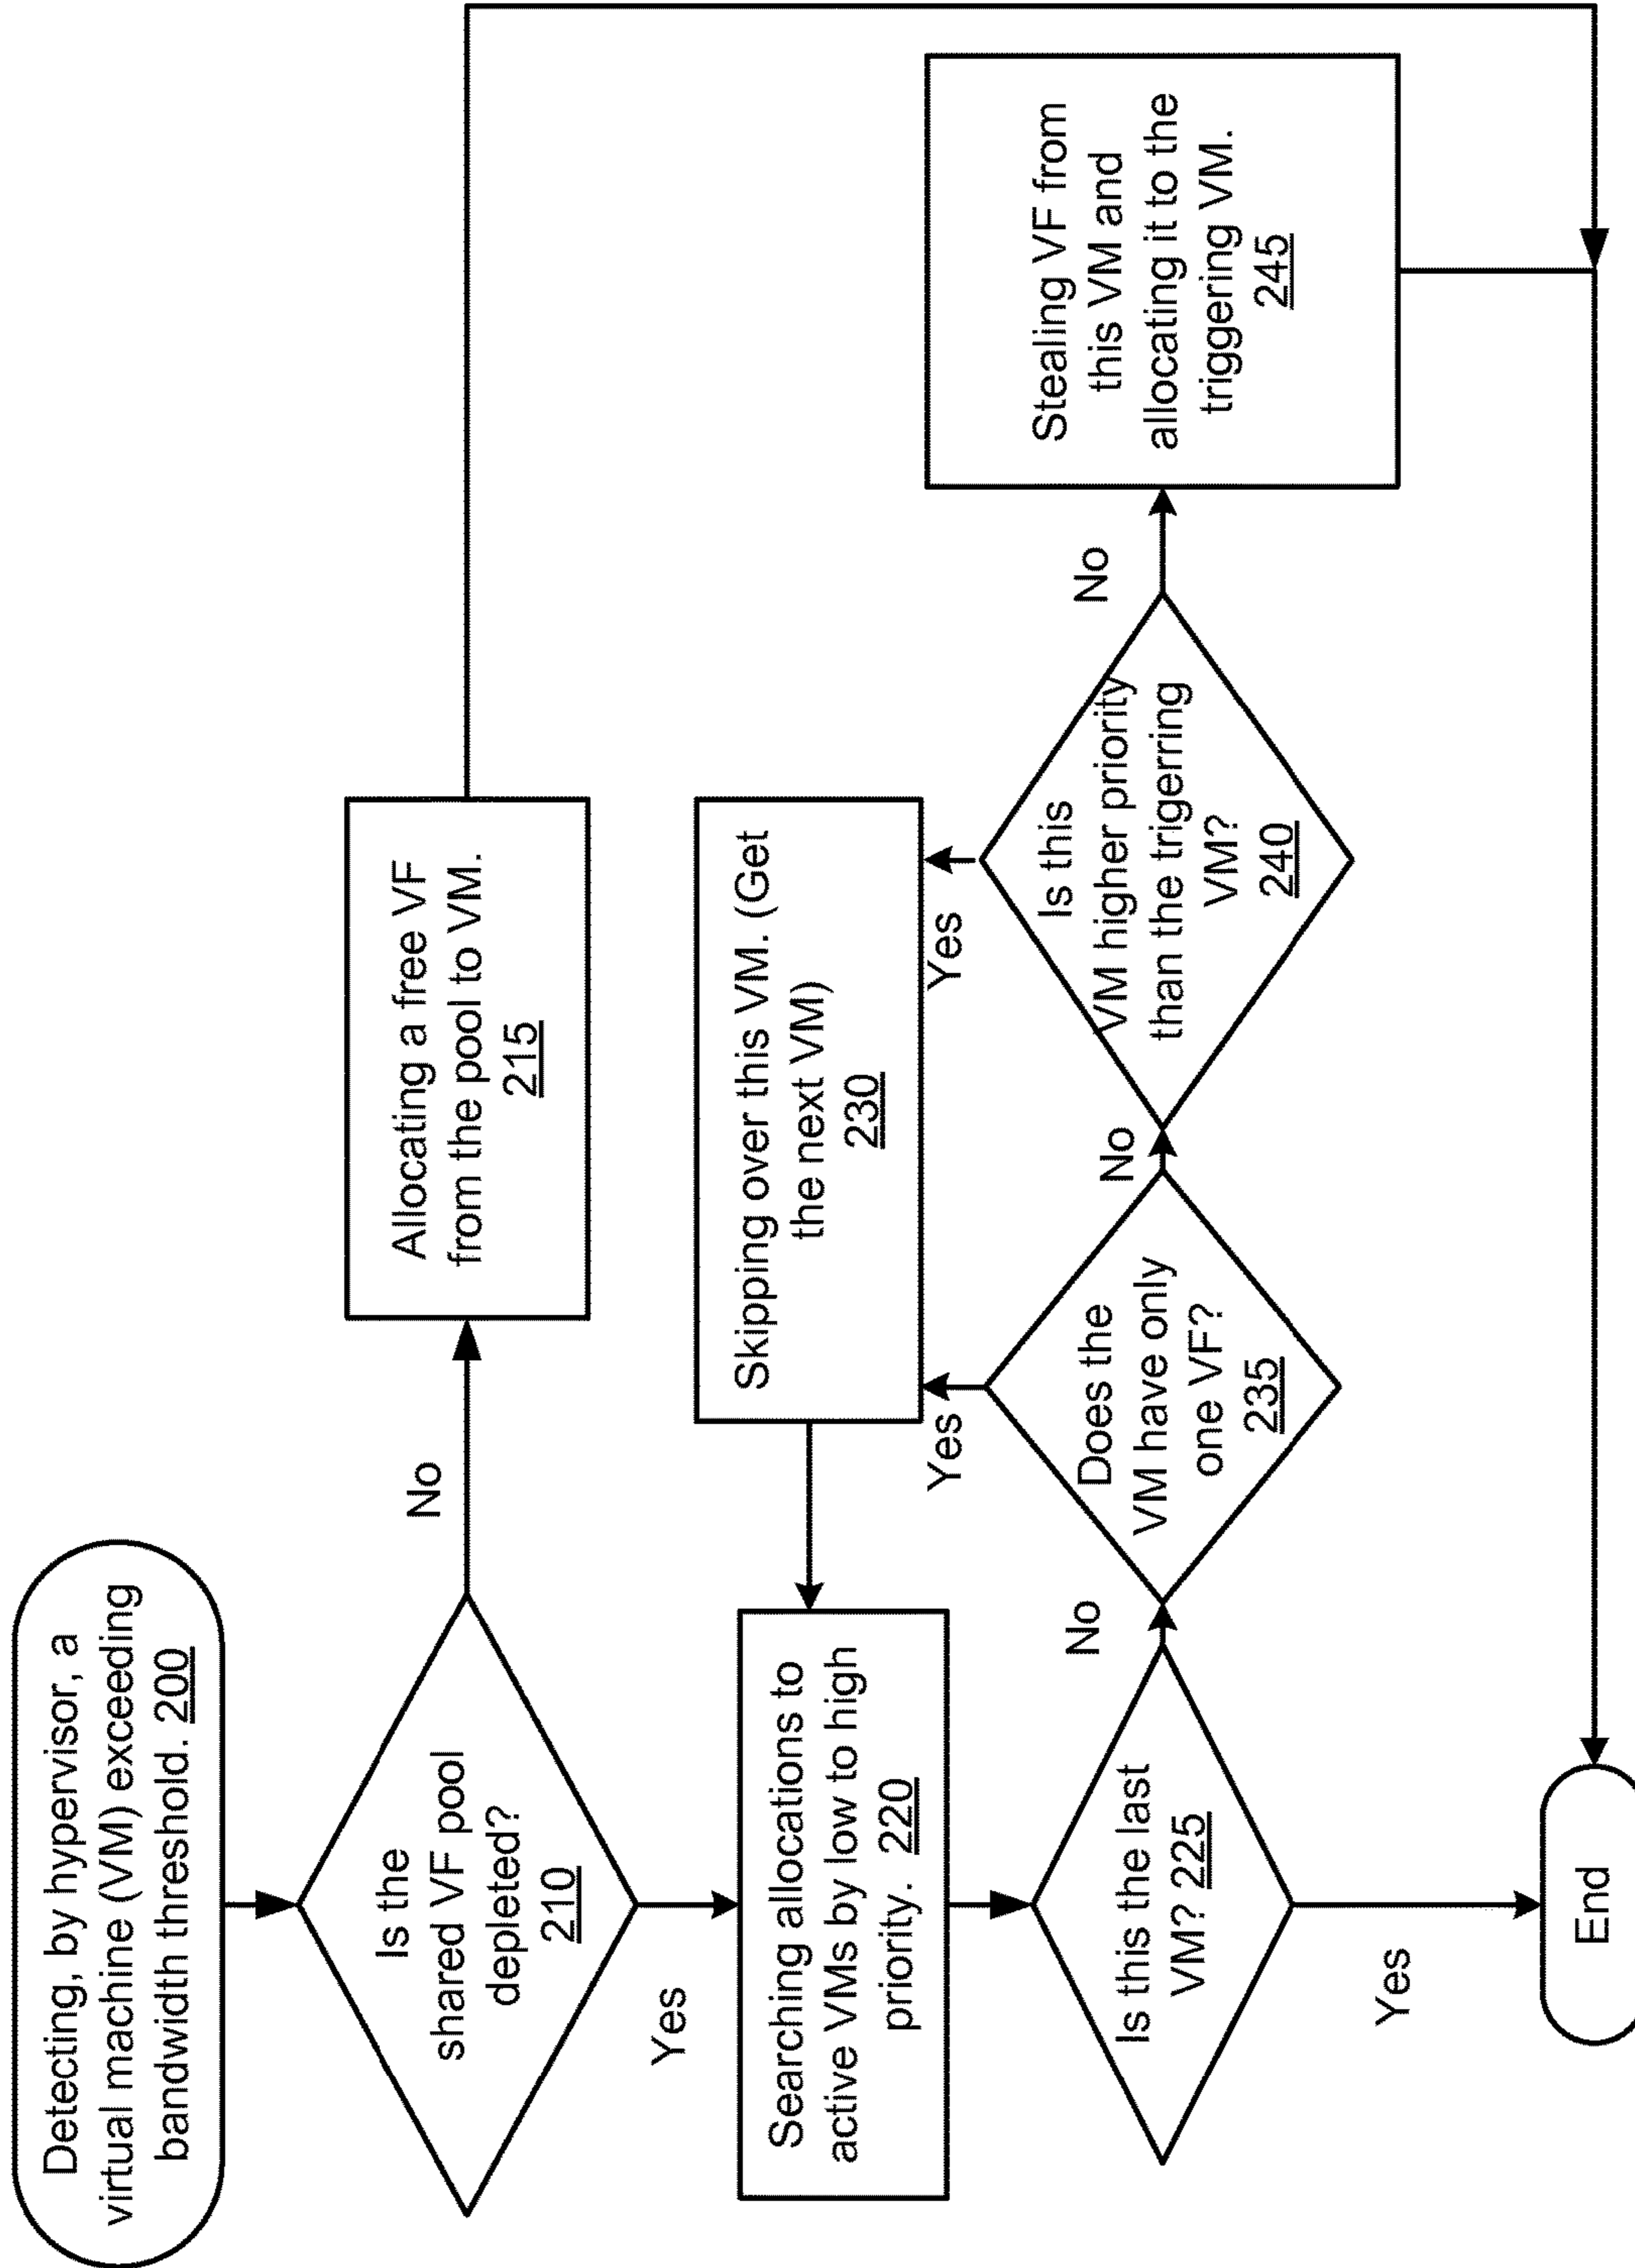 Detecting, by hypervisor, a
virtual machine (VM) exceeding
bandwidth threshold. 200
Is the
shared VF pool
depleted?
210
No
Allocating a free VF
from the pool to VM.
215
Yes
Searching allocations to
active VMs by low to high
priority. 220
Skipping over this VM. (Get
the next VM)
230
Is this the last
VM? 225
No
Yes
Does the
VM have only
one VF?
235
Yes
No
Is this
VM higher priority
than the trigerring
VM?
240
Yes
No
Stealing VF from
this VM and
allocating it to the
triggering VM.
245
End